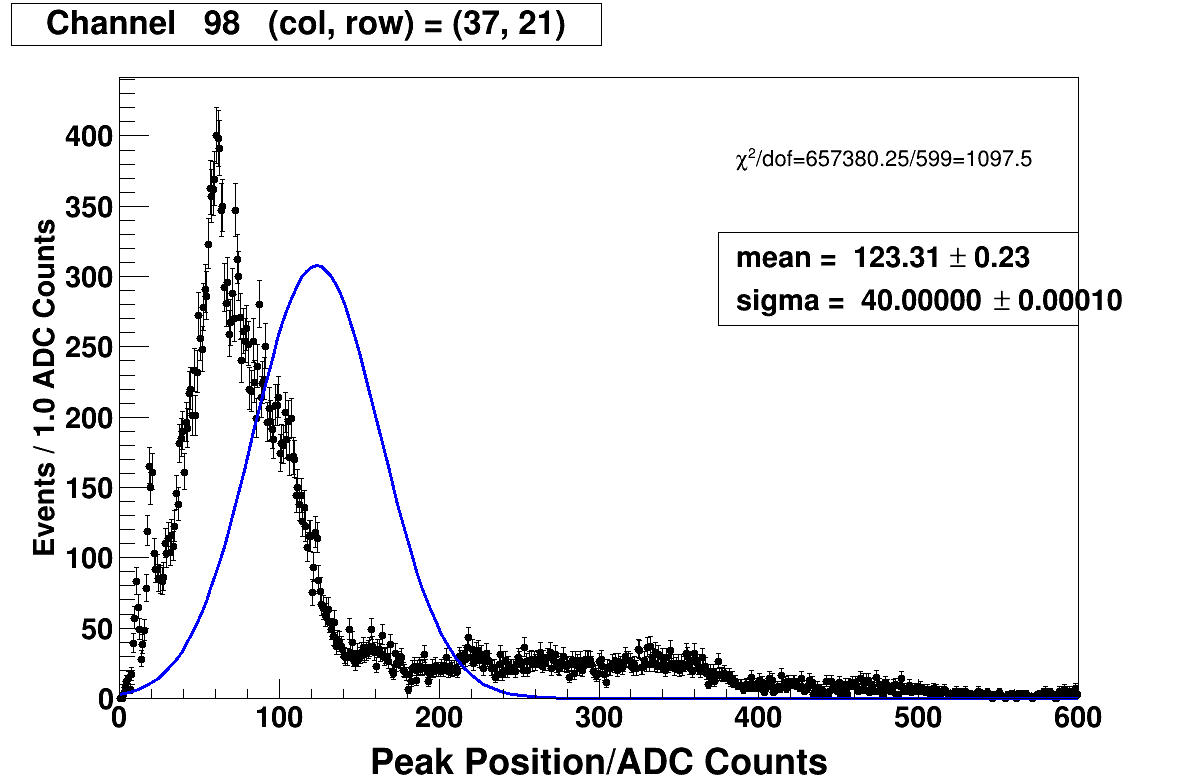 Channel 98 (col, row) = (37, 21)
χ²/dof=657380.25/599=1097.5
mean = 123.31 ± 0.23
sigma = 40.00000 ± 0.00010
Events / 1.0 ADC Counts
400
350
300
250
200
150
100
50
0
0 100 200 300 400 500 600
Peak Position/ADC Counts